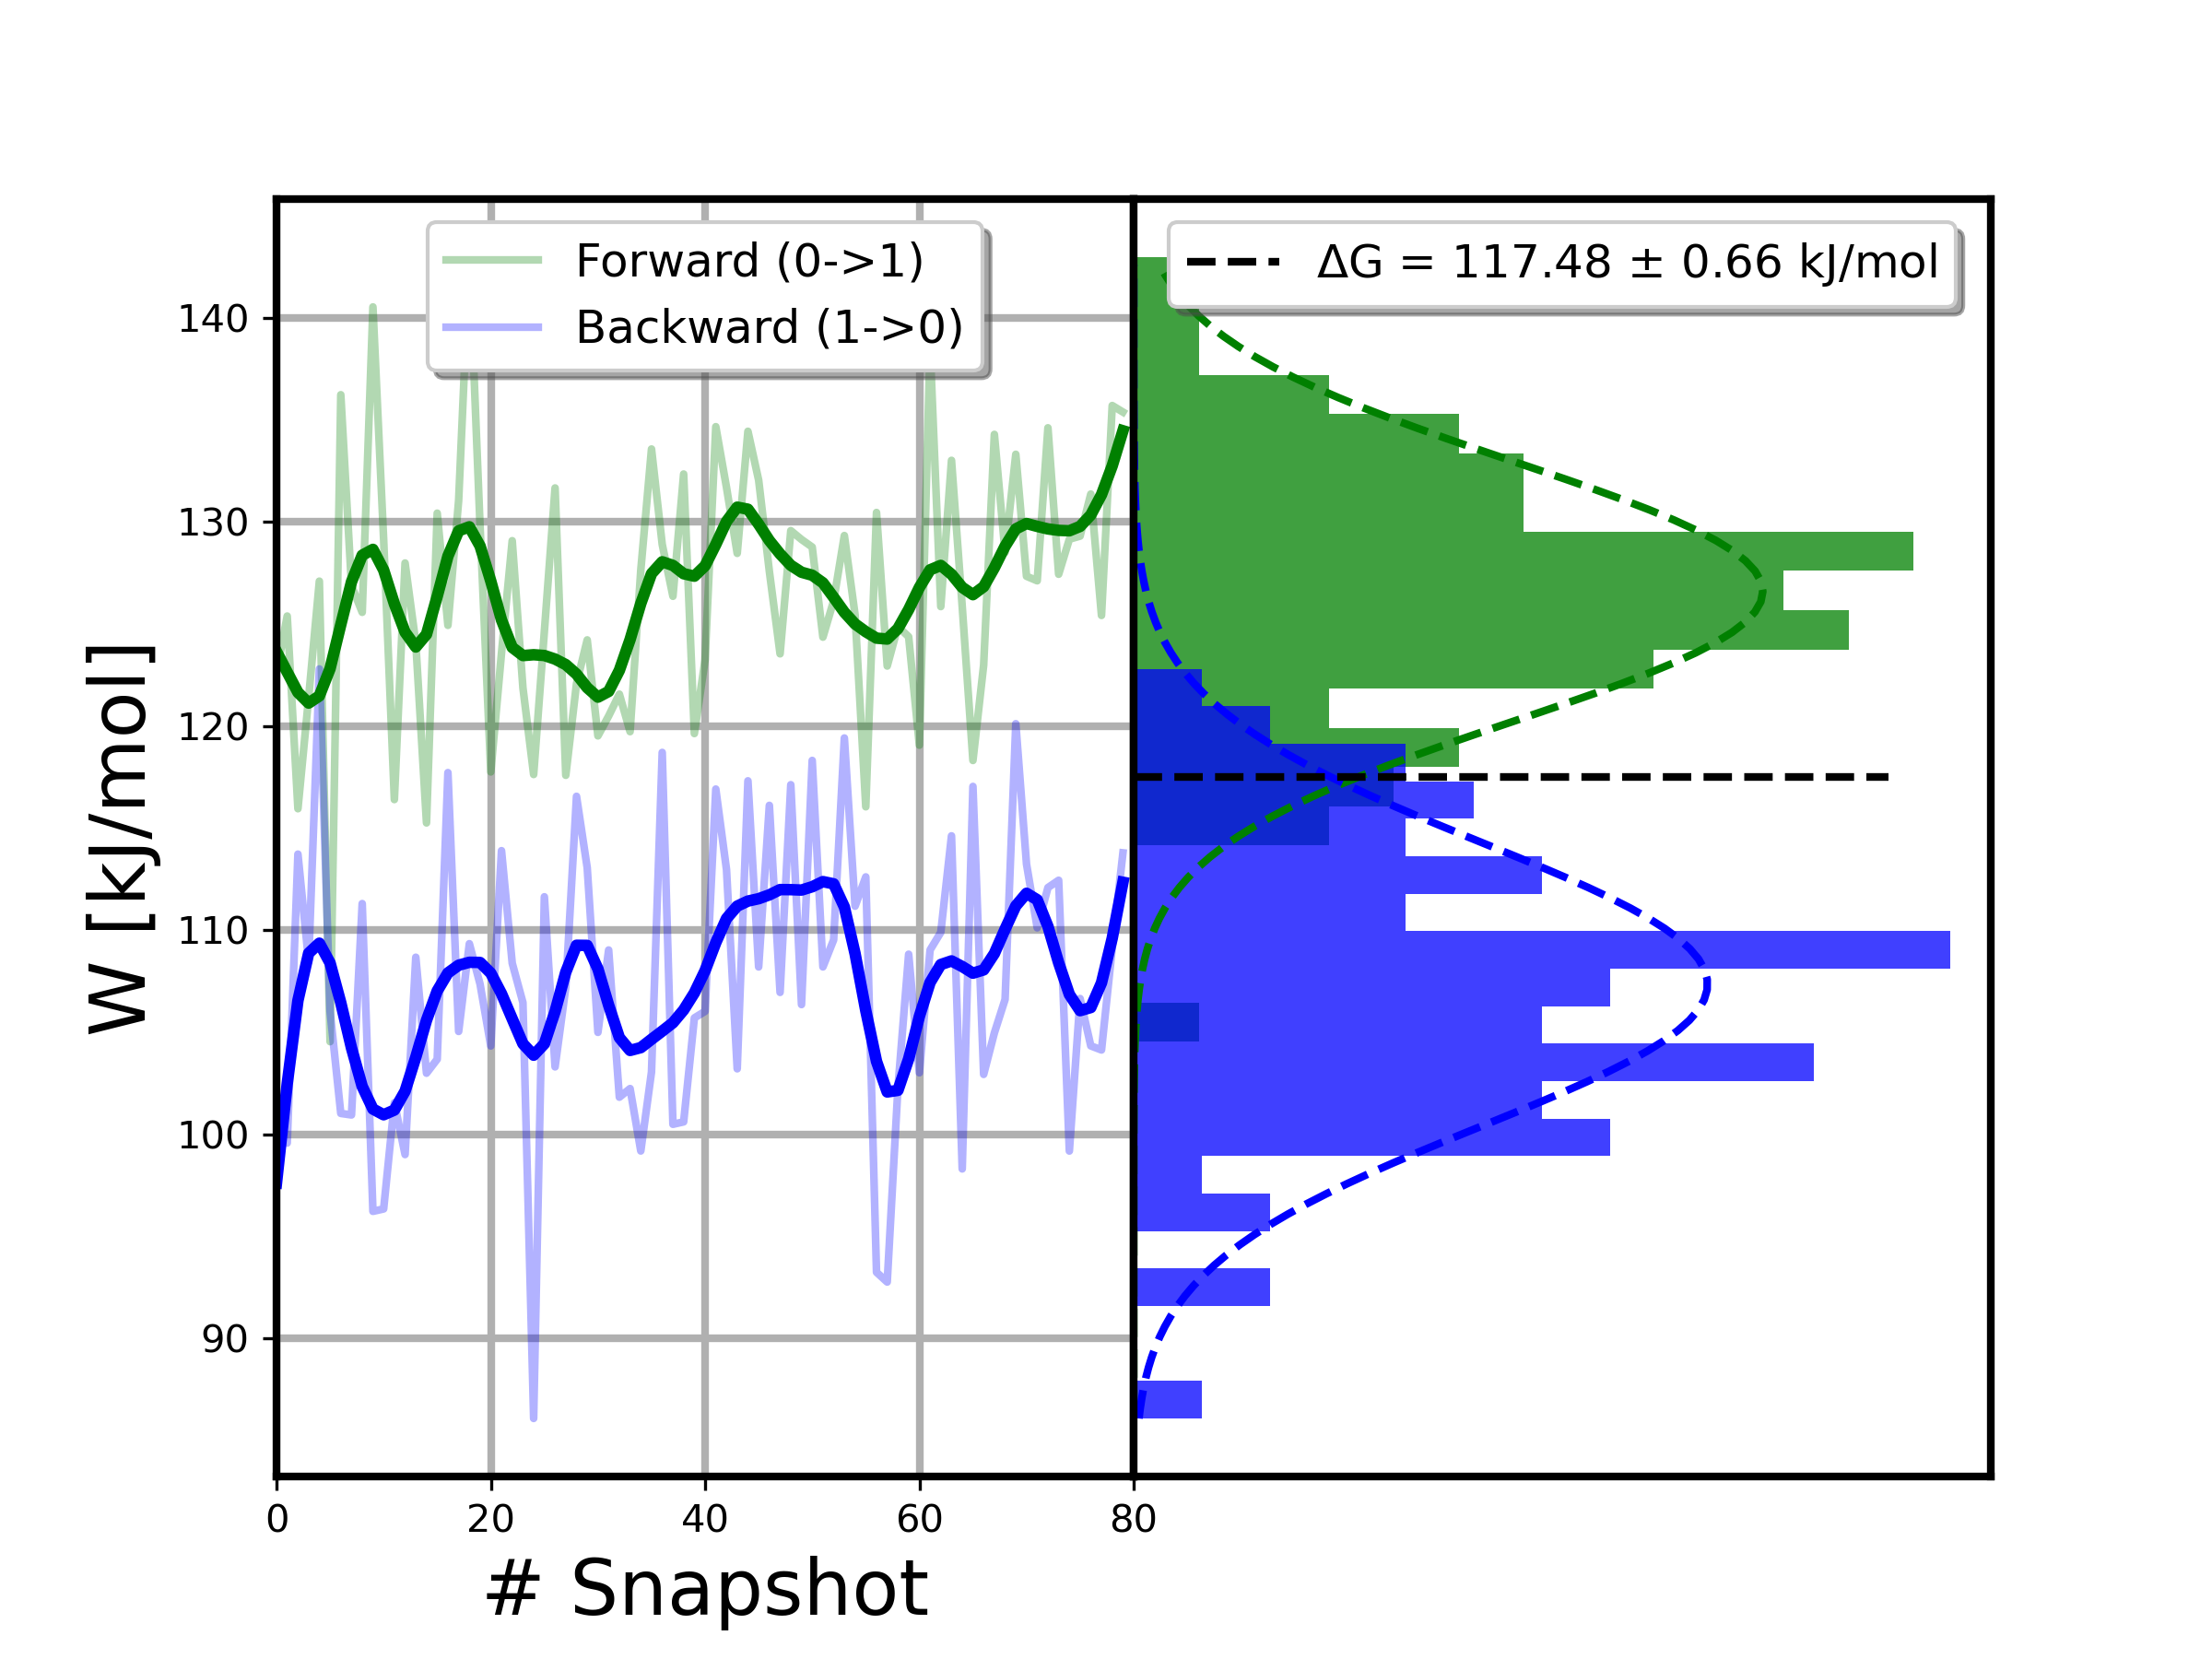 Forward (0->1)
Backward (1->0)
ΔG = 117.48 ± 0.66 kJ/mol
W [kJ/mol]
140
130
120
110
100
90
0 20 40 60 80
# Snapshot